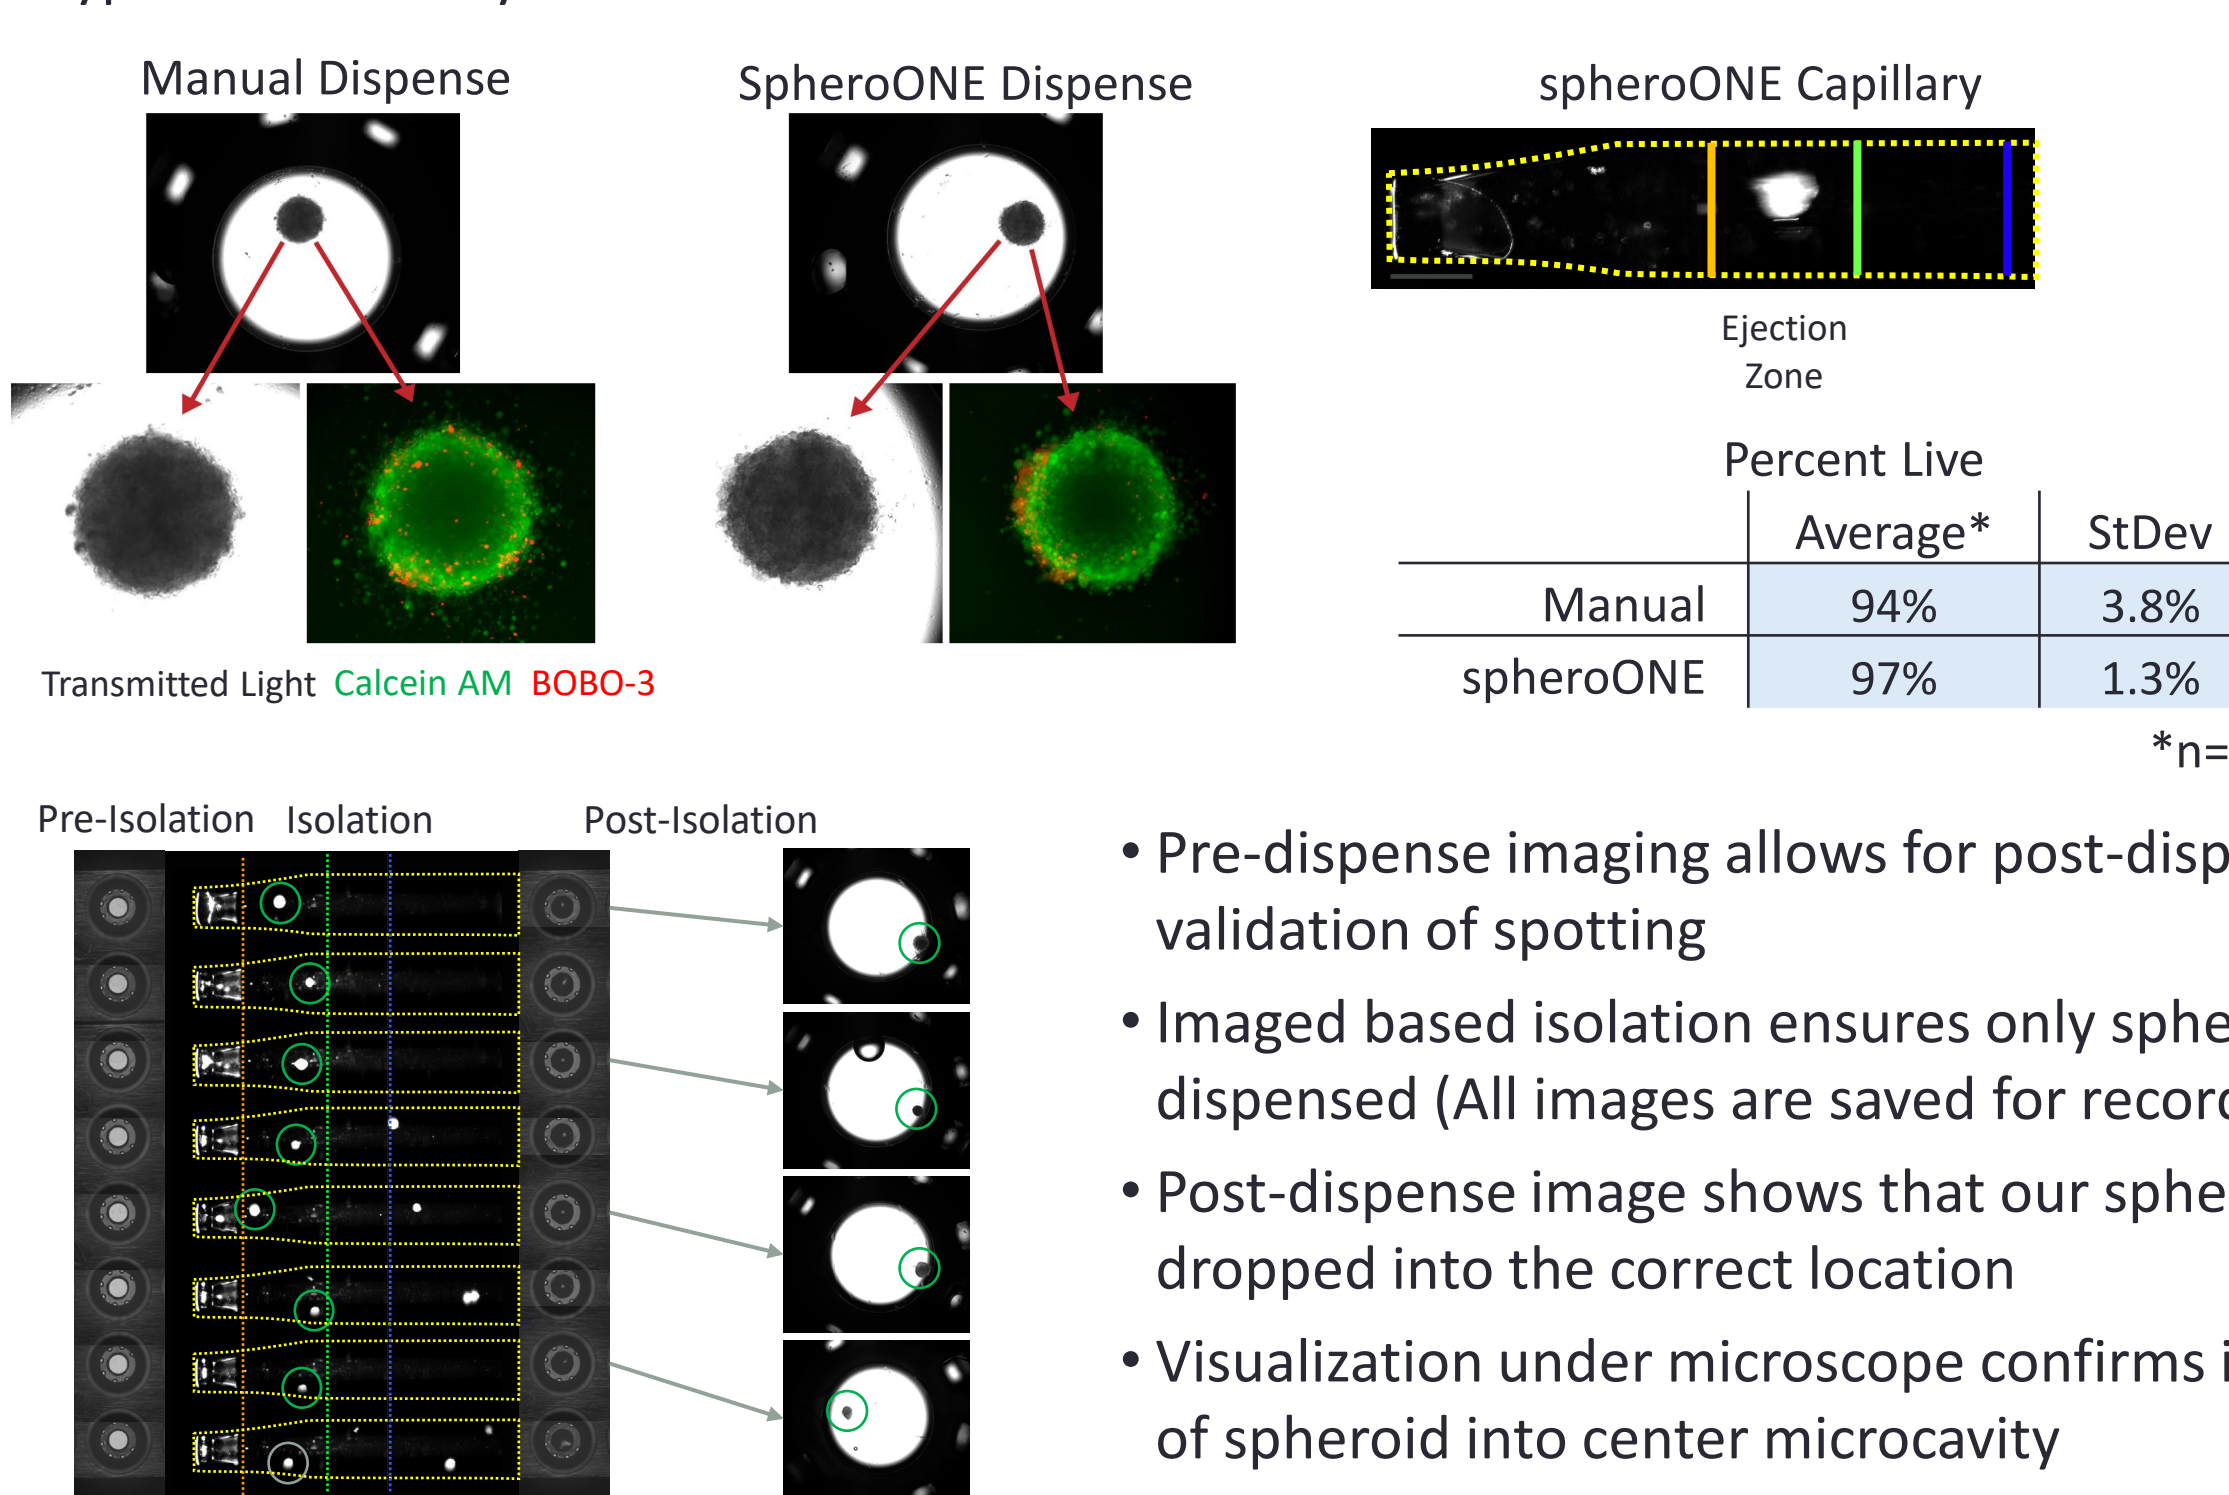 Manual Dispense
SpheroONE Dispense
spheroONE Capillary
Ejection
Zone
Transmitted Light Calcein AM BOBO-3
Percent Live
Average* StDev
Manual 94% 3.8%
spheroONE 97% 1.3%
*n=
Pre-Isolation Isolation Post-Isolation
• Pre-dispense imaging allows for post-disp
validation of spotting
• Imaged based isolation ensures only sphe
dispensed (All images are saved for record
• Post-dispense image shows that our sphe
dropped into the correct location
• Visualization under microscope confirms i
of spheroid into center microcavity